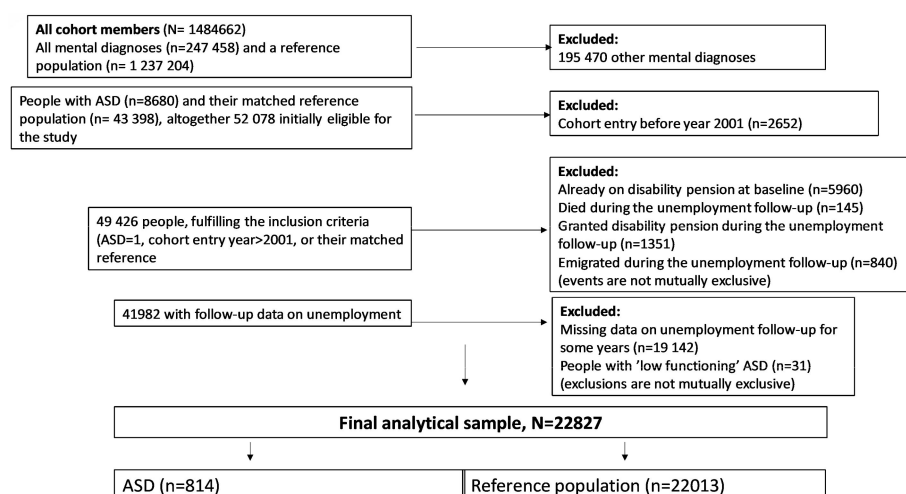 All cohort members (N= 1484662)
All mental diagnoses (n=247 458) and a reference
population (n= 1 237 204)
Excluded:
195 470 other mental diagnoses
People with ASD (n=8680) and their matched reference
population (n= 43 398), altogether 52 078 initially eligible
for the study
Excluded:
Cohort entry before year 2001 (n=2652)
49 426 people, fulfilling the inclusion criteria
(ASD=1, cohort entry year>2001, or their matched
reference
Excluded:
Already on disability pension at baseline (n=5960)
Died during the unemployment follow-up (n=145)
Granted disability pension during the unemployment
follow-up (n=1351)
Emigrated during the unemployment follow-up (n=840)
(events are not mutually exclusive)
41982 with follow-up data on unemployment
Excluded:
Missing data on unemployment follow-up for
some years (n=19 142)
People with ’low functioning’ ASD (n=31)
(exclusions are not mutually exclusive)
Final analytical sample, N=22827
ASD (n=814)
Reference population (n=22013)